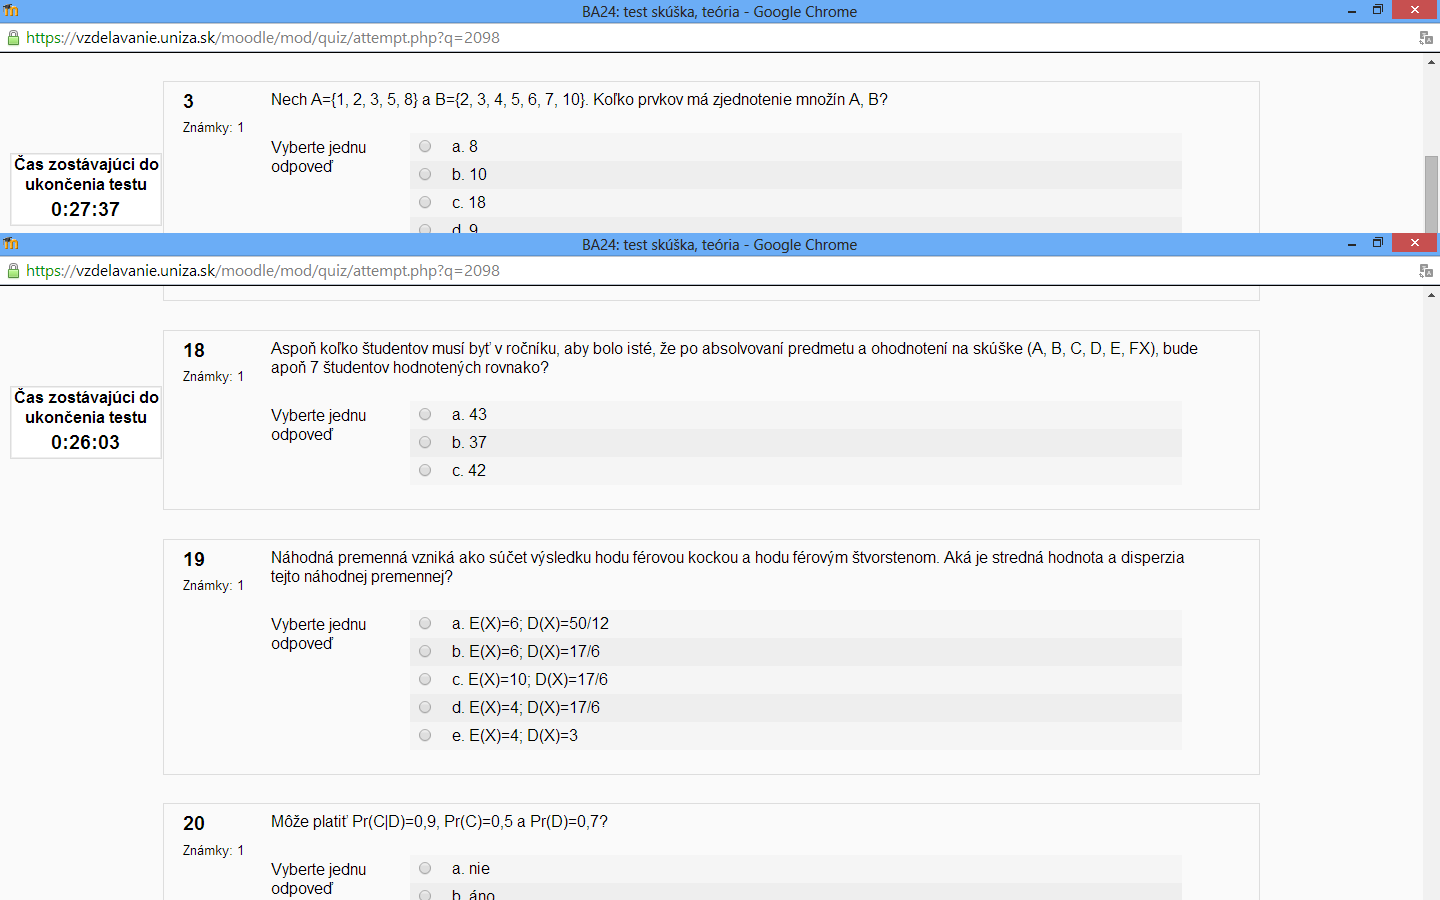 BA24: test skúška, teória - Google Chrome
https://vzdelavanie.uniza.sk/moodle/mod/quiz/attempt.php?q=2098
3
Známky: 1
Nech A={1, 2, 3, 5, 8} a B={2, 3, 4, 5, 6, 7, 10}. Koľko prvkov má zjednotenie množín A, B?
Vyberte jednu
odpoveď
a. 8
b. 10
c. 18
d. 9
Čas zostávajúci do
ukončenia testu
0:27:37
BA24: test skúška, teória - Google Chrome
https://vzdelavanie.uniza.sk/moodle/mod/quiz/attempt.php?q=2098
18
Známky: 1
Aspoň koľko študentov musí byť v ročníku, aby bolo isté, že po absolvovaní predmetu a ohodnotení na skúške (A, B, C, D, E, FX), bude
apoň 7 študentov hodnotených rovnako?
Vyberte jednu
odpoveď
a. 43
b. 37
c. 42
Čas zostávajúci do
ukončenia testu
0:26:03
19
Známky: 1
Náhodná premenná vzniká ako súčet výsledku hodu férovou kockou a hodu férovým štvorstenom. Aká je stredná hodnota a disperzia
tejto náhodnej premennej?
Vyberte jednu
odpoveď
a. E(X)=6; D(X)=50/12
b. E(X)=6; D(X)=17/6
c. E(X)=10; D(X)=17/6
d. E(X)=4; D(X)=17/6
e. E(X)=4; D(X)=3
20
Známky: 1
Môže platiť Pr(C|D)=0,9, Pr(C)=0,5 a Pr(D)=0,7?
Vyberte jednu
odpoveď
a. nie
b. áno